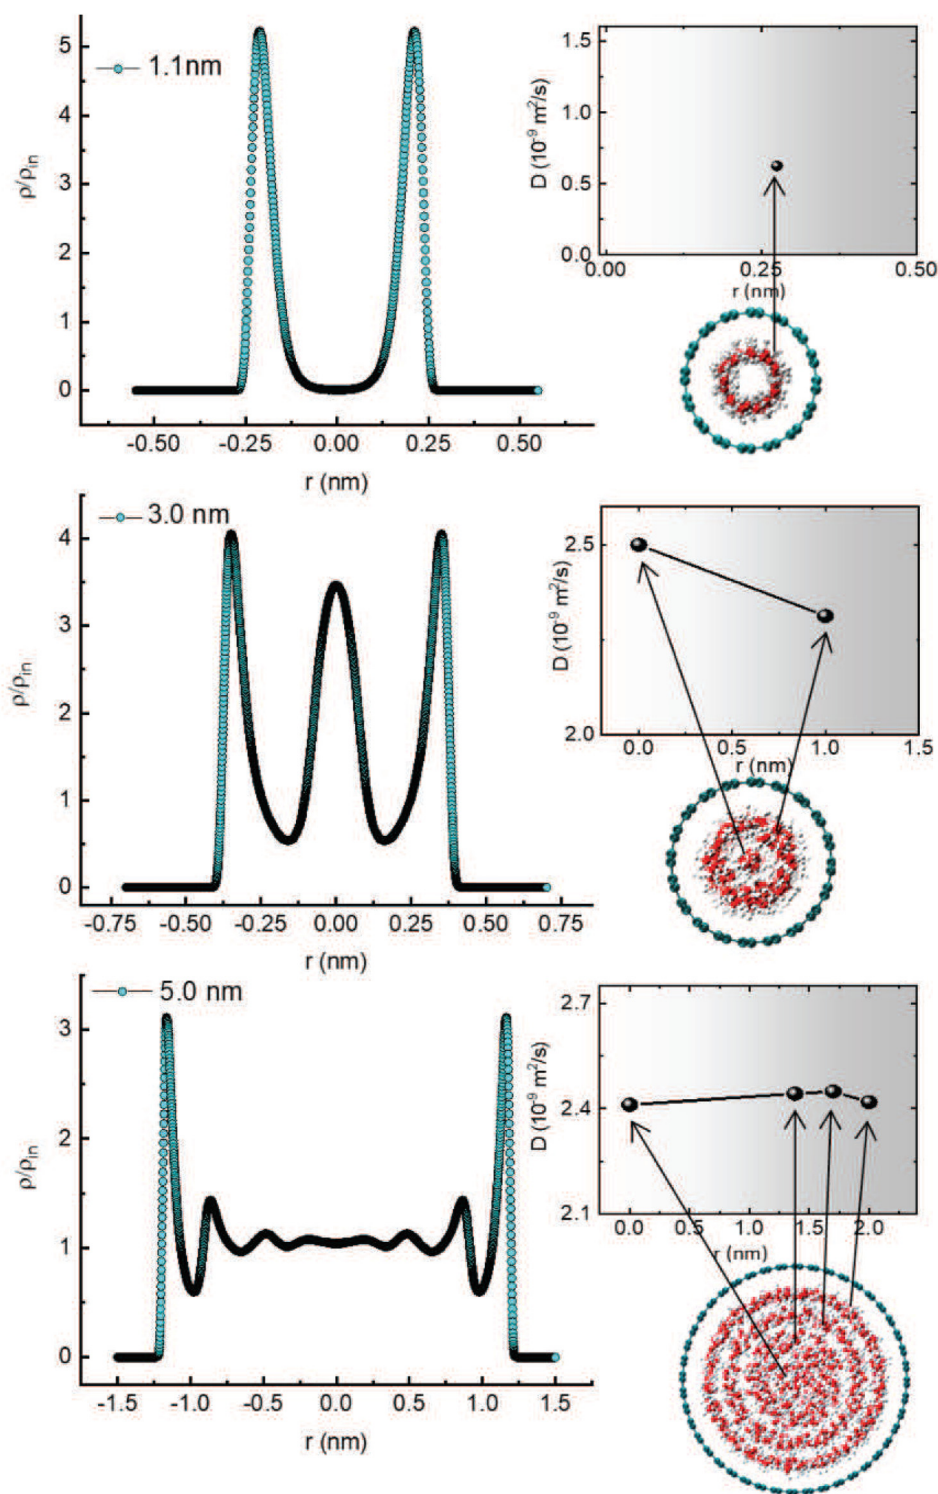 1.1nm
5
4
3
2
1
0
ρ/ρin
-0.50 -0.25 0.00 0.25 0.50
r (nm)
1.5
1.0
0.5
0.0
D (10-9 m2/s)
0.00 0.25 0.50
r (nm)
3.0 nm
4
3
2
1
0
ρ/ρin
-0.75 -0.50 -0.25 0.00 0.25 0.50 0.75
r (nm)
2.5
2.0
D (10-9 m2/s)
0.0 0.5 1.0 1.5
r (nm)
5.0 nm
3
2
1
0
ρ/ρin
-1.5 -1.0 -0.5 0.0 0.5 1.0 1.5
r (nm)
2.7
2.4
2.1
D (10-9 m2/s)
0.0 0.5 1.0 1.5 2.0
r (nm)